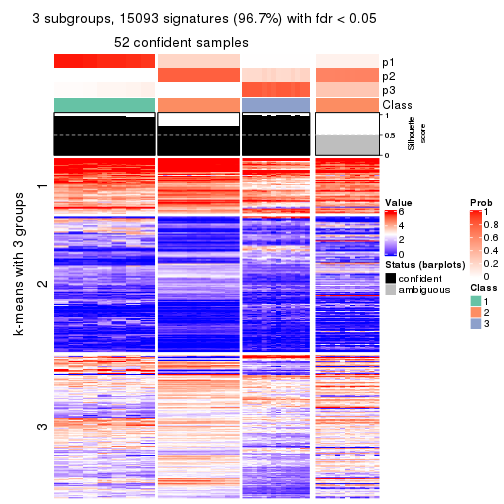 3 subgroups, 15093 signatures (96.7%) with fdr < 0.05
52 confident samples
p1
p2
p3
Class
1
0.5
0
Silhouette
score
k-means with 3 groups
1
2
3
Value
6
4
2
0
Status (barplots)
confident
ambiguous
Prob
1
0.8
0.6
0.4
0.2
0
Class
1
2
3